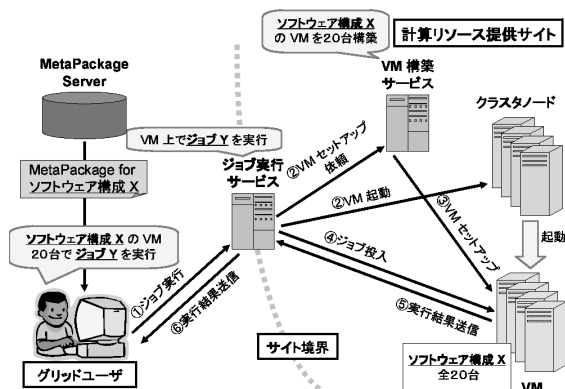 ソフトウェア構成 X
の VM を20台構築
計算リソース提供サイト
MetaPackage
Server
VM 構築
サービス
クラスタノード
VM 上でジョブ Y を実行
MetaPackage for
ソフトウェア構成 X
ジョブ実行
サービス
②VM セットアップ
依頼
②VM 起動
③VM セットアップ
起動
ソフトウェア構成 X の VM
20台で ジョブ Y を実行
①ジョブ実行
⑥実行結果送信
④ジョブ投入
⑤実行結果送信
サイト境界
グリッドユーザ
ソフトウェア構成 X
全20台
VM